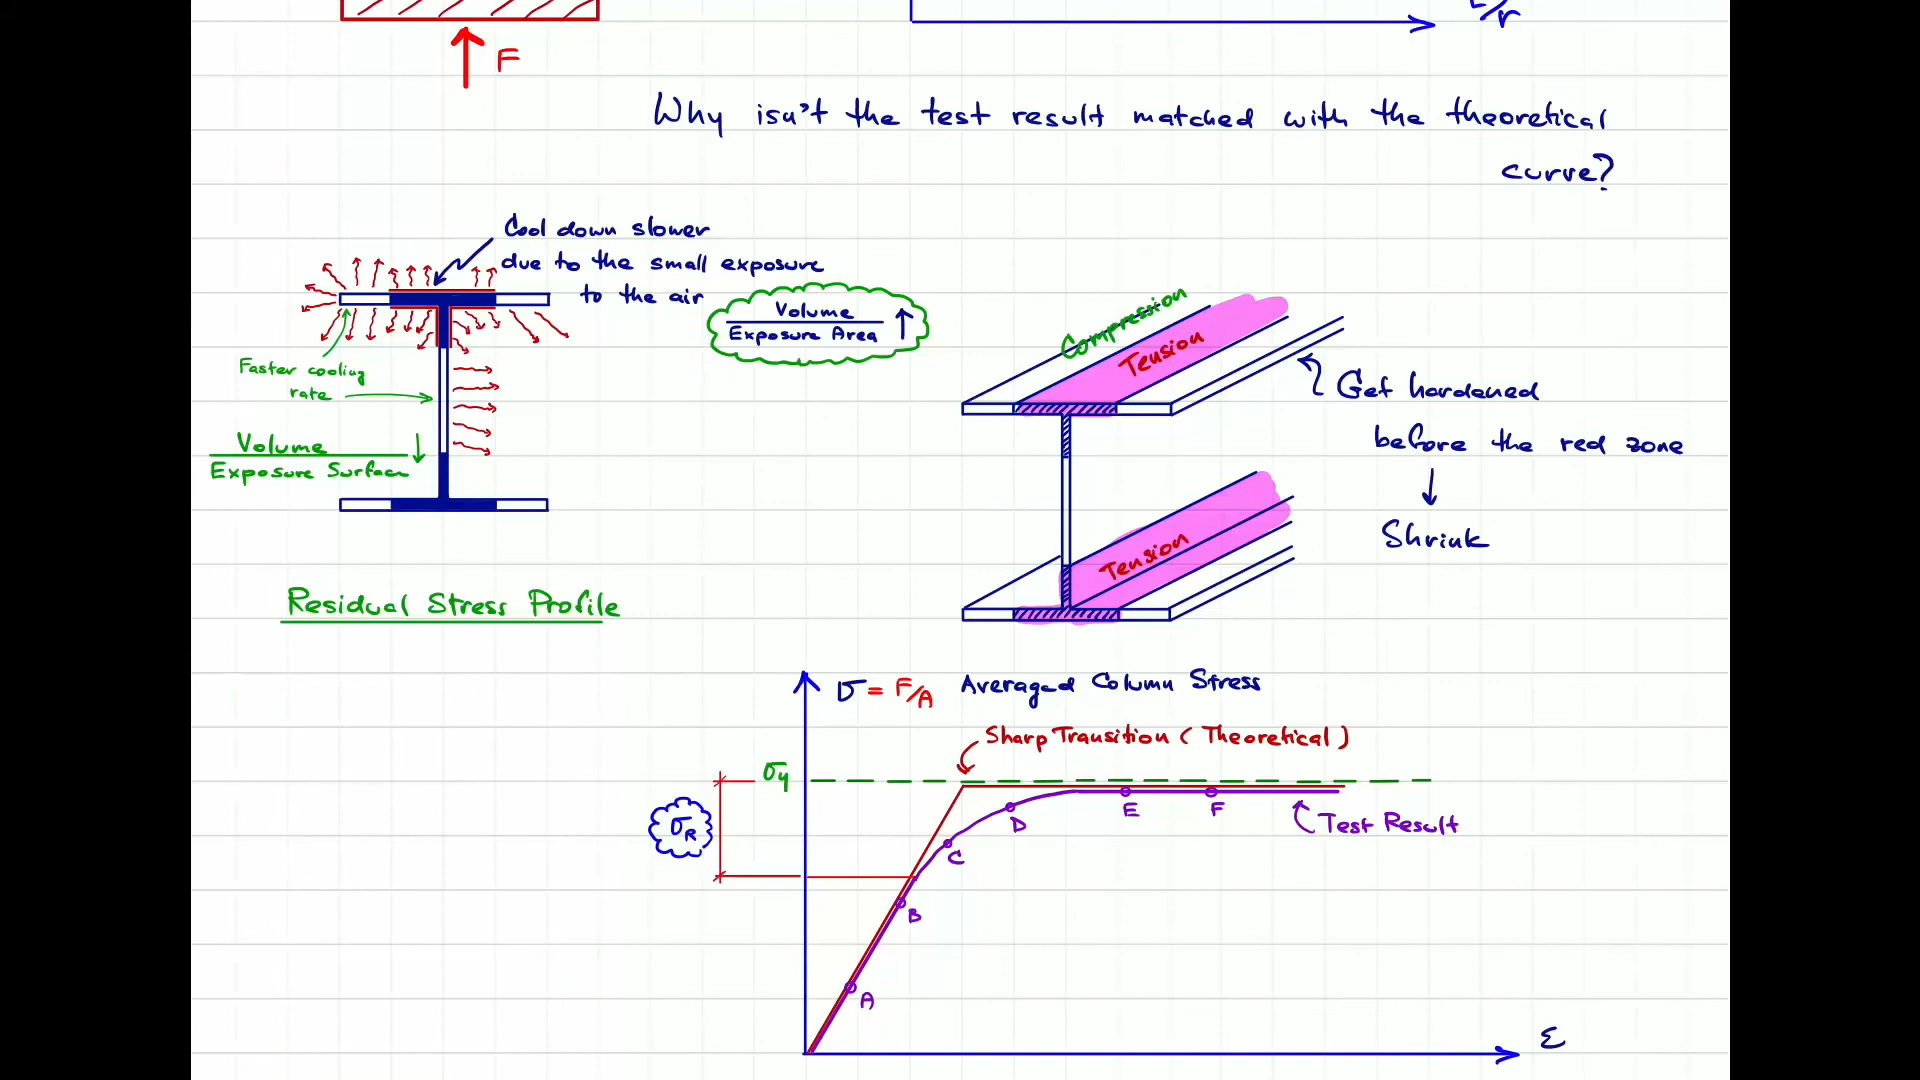 L/r
F
Why isn't the test result matched with the theoretical
curve?
Cool down slower
due to the small exposure
to the air
Volume
Exposure Area ↑
Faster cooling
rate
Volume
Exposure Surface ↓
Compression
Tension
Get hardened
before the red zone
↓
Shrink
Tension
Residual Stress Profile
σ = F/A Averaged Column Stress
Sharp Transition (Theoretical)
σy
σR
E
F
D
Test Result
C
B
A
ε